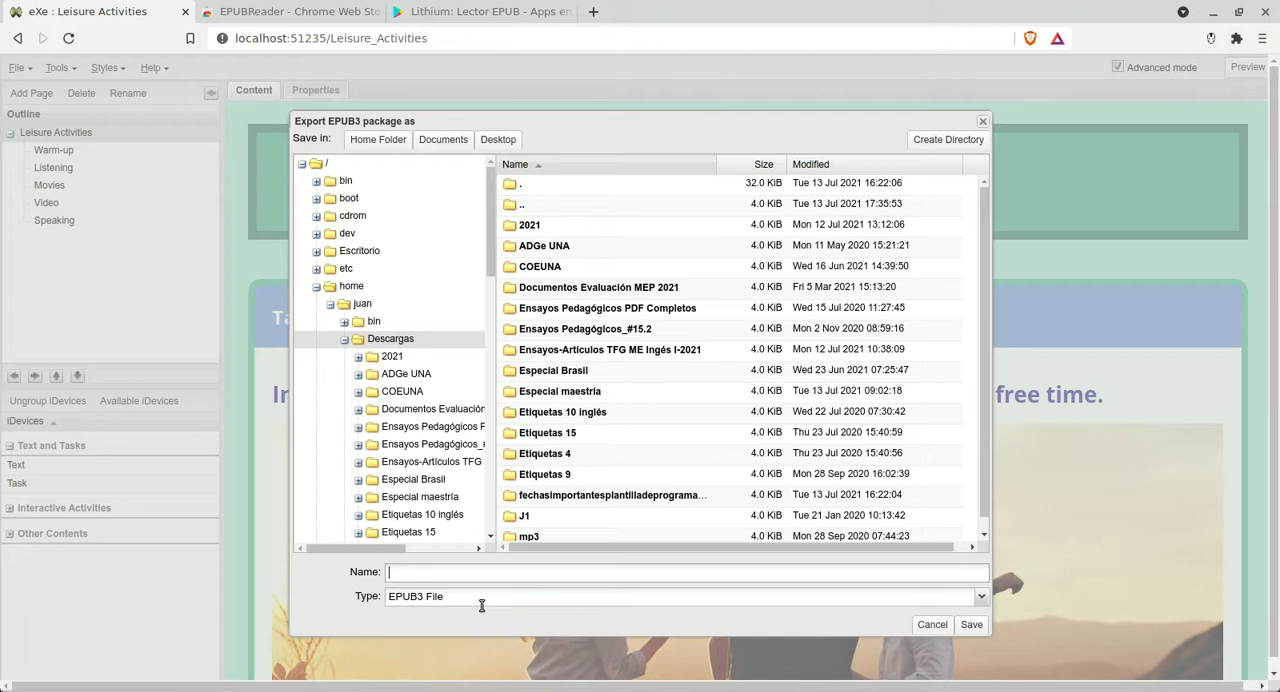 eXe : Leisure Activities
EPUBReader - Chrome Web Sto
Lithium: Lector EPUB - Apps en
localhost:51235/Leisure_Activities
File Tools Styles Help
Advanced mode
Preview
Add Page Delete Rename
Content Properties
Outline
Leisure Activities
Warm-up
Listening
Movies
Video
Speaking
Ungroup iDevices Available iDevices
iDevices
Text and Tasks
Text
Task
Interactive Activities
Other Contents
Export EPUB3 package as
Save in: Home Folder Documents Desktop Create Directory
/
bin
boot
cdrom
dev
Escritorio
etc
home
juan
bin
Descargas
2021
ADGe UNA
COEUNA
Documentos Evaluación
Ensayos Pedagógicos P
Ensayos Pedagógicos_#
Ensayos-Artículos TFG
Especial Brasil
Especial maestría
Etiquetas 10 inglés
Etiquetas 15
Name Size Modified
. 32.0 KiB Tue 13 Jul 2021 16:22:06
.. 4.0 KiB Tue 13 Jul 2021 17:35:53
2021 4.0 KiB Mon 12 Jul 2021 13:12:06
ADGe UNA 4.0 KiB Mon 11 May 2020 15:21:21
COEUNA 4.0 KiB Wed 16 Jun 2021 14:39:50
Documentos Evaluación MEP 2021 4.0 KiB Fri 5 Mar 2021 15:13:20
Ensayos Pedagógicos PDF Completos 4.0 KiB Wed 15 Jul 2020 11:27:45
Ensayos Pedagógicos_#15.2 4.0 KiB Mon 2 Nov 2020 08:59:16
Ensayos-Artículos TFG ME Ingés I-2021 4.0 KiB Mon 12 Jul 2021 10:38:09
Especial Brasil 4.0 KiB Wed 23 Jun 2021 07:25:47
Especial maestría 4.0 KiB Tue 13 Jul 2021 09:02:18
Etiquetas 10 inglés 4.0 KiB Wed 22 Jul 2020 07:30:42
Etiquetas 15 4.0 KiB Thu 23 Jul 2020 15:40:59
Etiquetas 4 4.0 KiB Thu 23 Jul 2020 15:40:56
Etiquetas 9 4.0 KiB Mon 28 Sep 2020 16:02:39
fechasimportantesplantilladeprograma... 4.0 KiB Tue 13 Jul 2021 16:22:04
J1 4.0 KiB Tue 21 Jan 2020 10:13:42
mp3 4.0 KiB Mon 28 Sep 2020 07:44:23
Name:
Type: EPUB3 File
Cancel Save
Ta
In
free time.